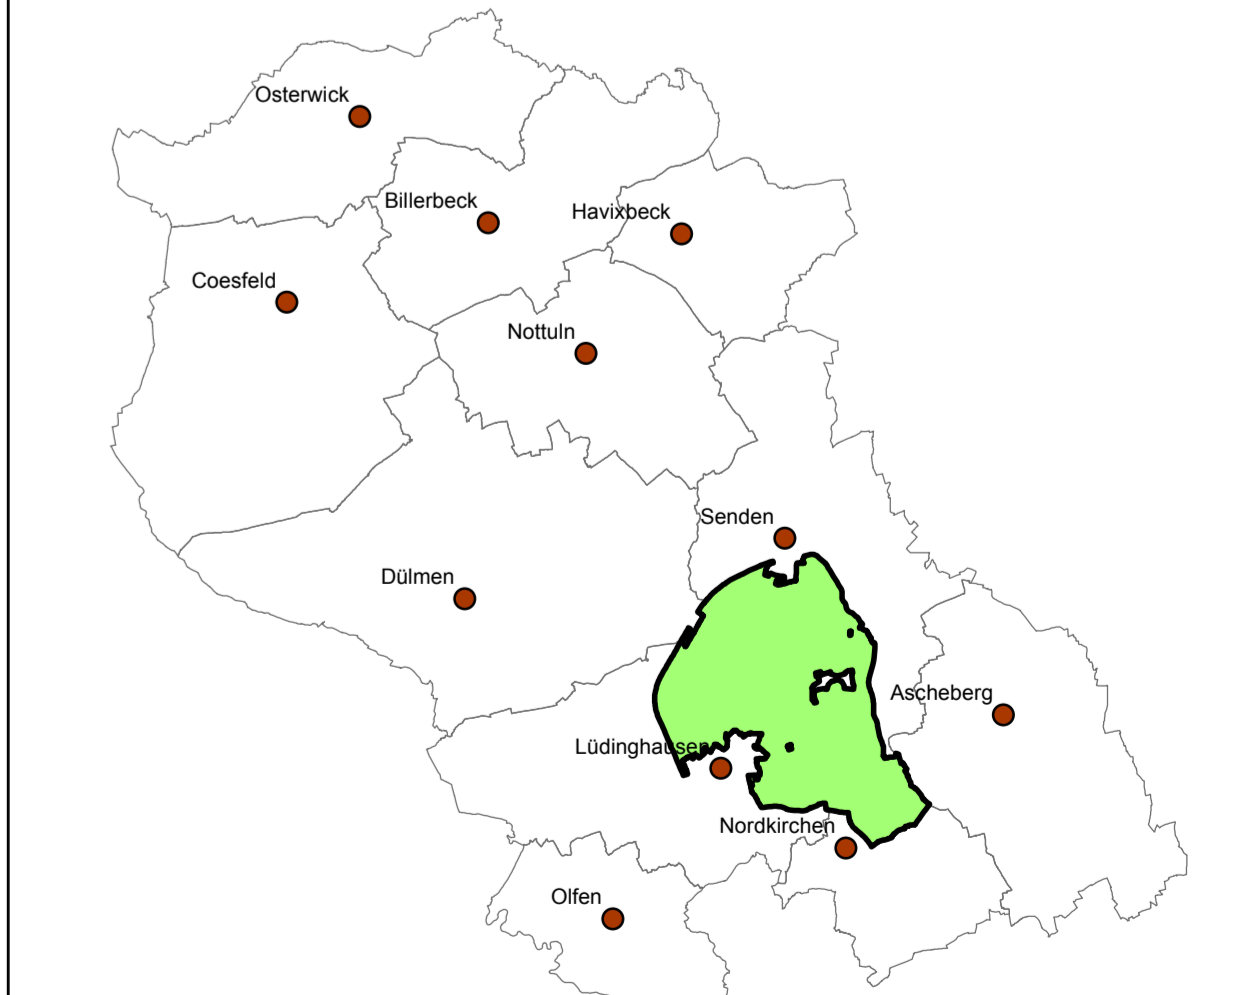 Osterwick
Billerbeck
Havixbeck
Coesfeld
Nottuln
Senden
Dülmen
Ascheberg
Lüdinghausen
Nordkirchen
Olfen